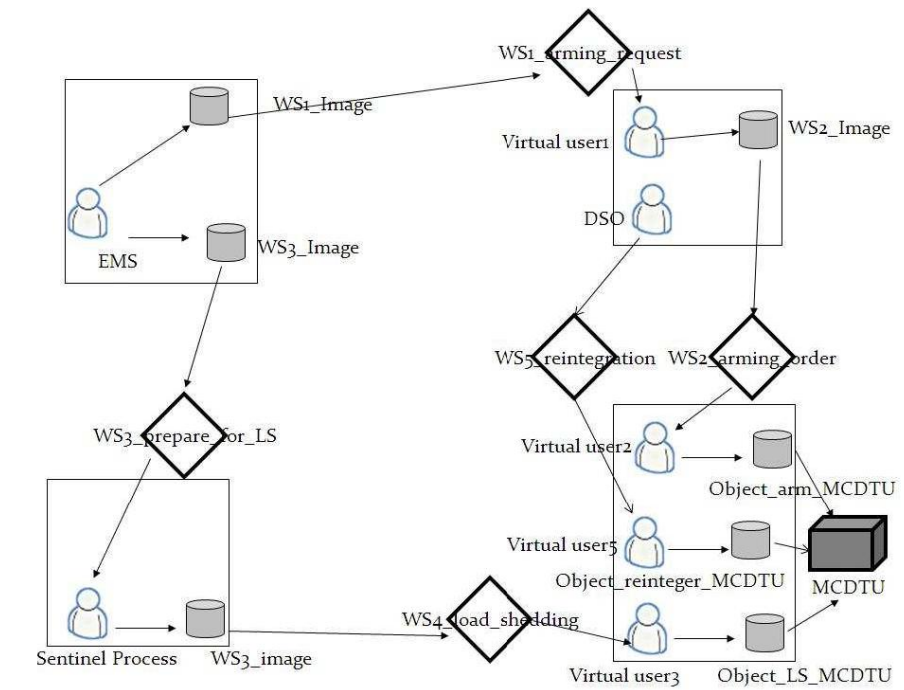 WS1_arming_request
WS1_Image
Virtual user1
WS2_Image
DSO
WS3_Image
EMS
WS5_reintegration
WS2_arming_order
WS3_prepare_for_LS
Virtual user2
Object_arm_MCDTU
Virtual user5
Object_reinteger_MCDTU
MCDTU
WS4_load_shedding
Sentinel Process
WS3_image
Virtual user3
Object_LS_MCDTU